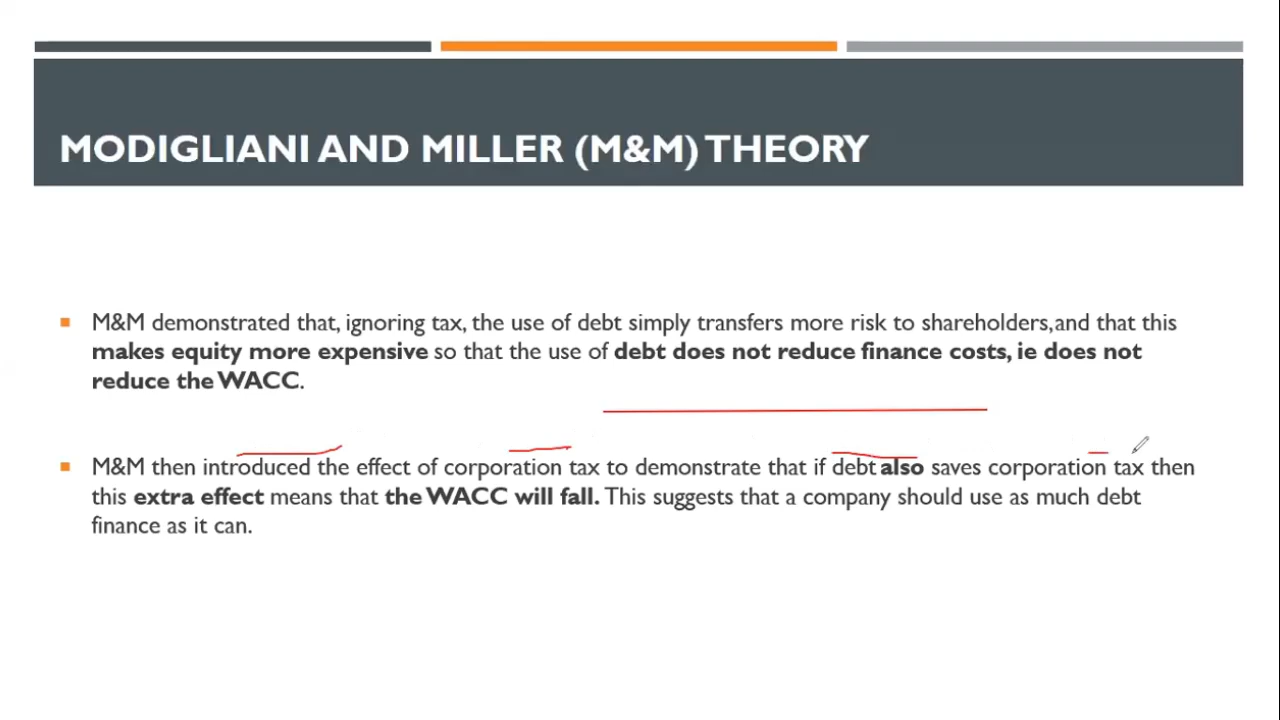 MODIGLIANI AND MILLER (M&M) THEORY
M&M demonstrated that, ignoring tax, the use of debt simply transfers more risk to shareholders, and that this
makes equity more expensive so that the use of debt does not reduce finance costs, ie does not
reduce the WACC.
M&M then introduced the effect of corporation tax to demonstrate that if debt also saves corporation tax then
this extra effect means that the WACC will fall. This suggests that a company should use as much debt
finance as it can.